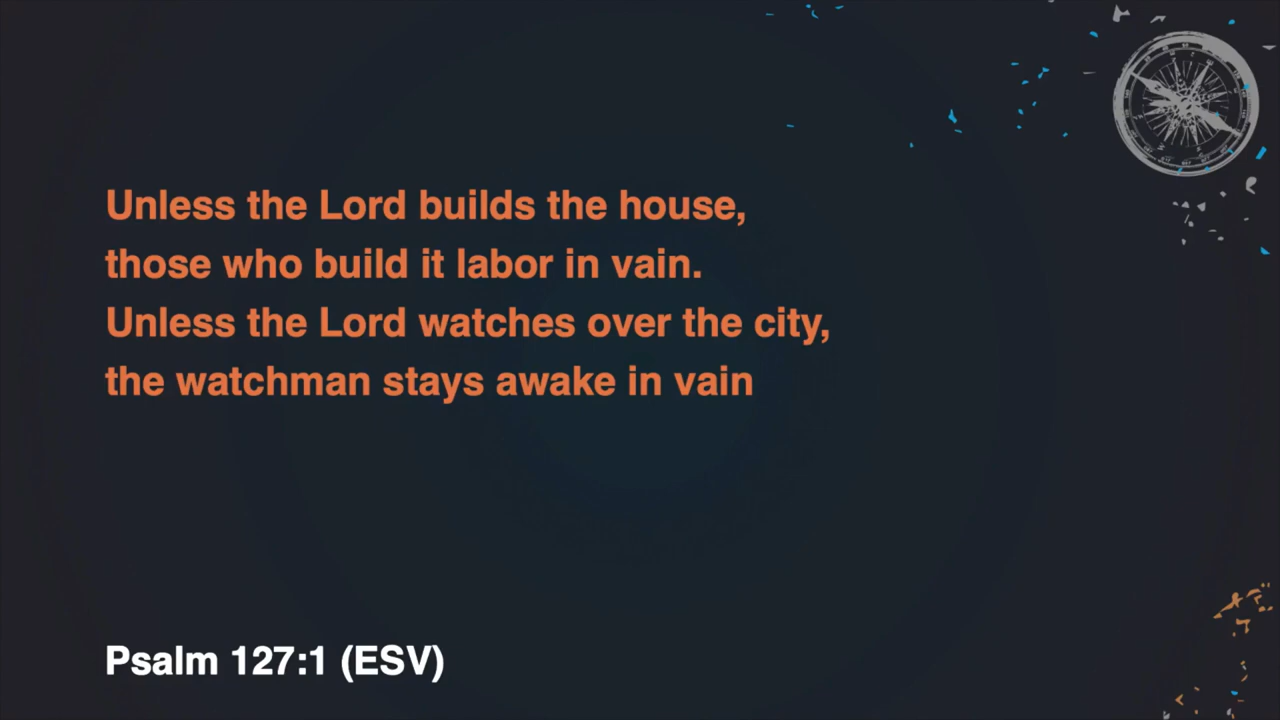 Unless the Lord builds the house,
those who build it labor in vain.
Unless the Lord watches over the city,
the watchman stays awake in vain
Psalm 127:1 (ESV)